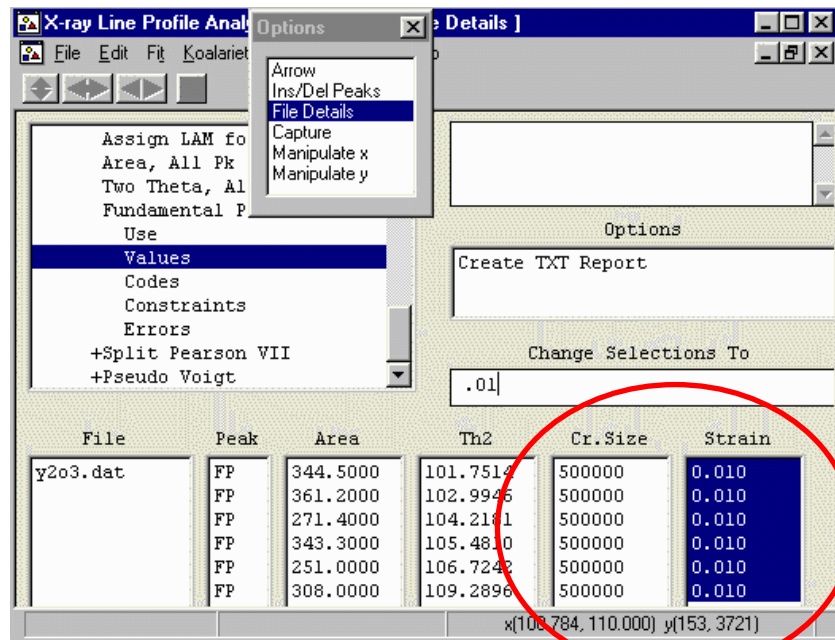 X-ray Line Profile Analy
e Details ]
Options
File Edit Fit Koalariet
Arrow
Ins/Del Peaks
File Details
Capture
Manipulate x
Manipulate y
Assign LAM fo
Area, All Pk
Two Theta, Al
Fundamental P
Use
Values
Codes
Constraints
Errors
+Split Pearson VII
+Pseudo Voigt
Options
Create TXT Report
Change Selections To
.01
File Peak Area Th2 Cr.Size Strain
y2o3.dat FP 344.5000 101.7514 500000 0.010
FP 361.2000 102.9946 500000 0.010
FP 271.4000 104.2181 500000 0.010
FP 343.3000 105.4810 500000 0.010
FP 251.0000 106.7242 500000 0.010
FP 308.0000 109.2896 500000 0.010
x(100.784, 110.000) y(153, 3721)